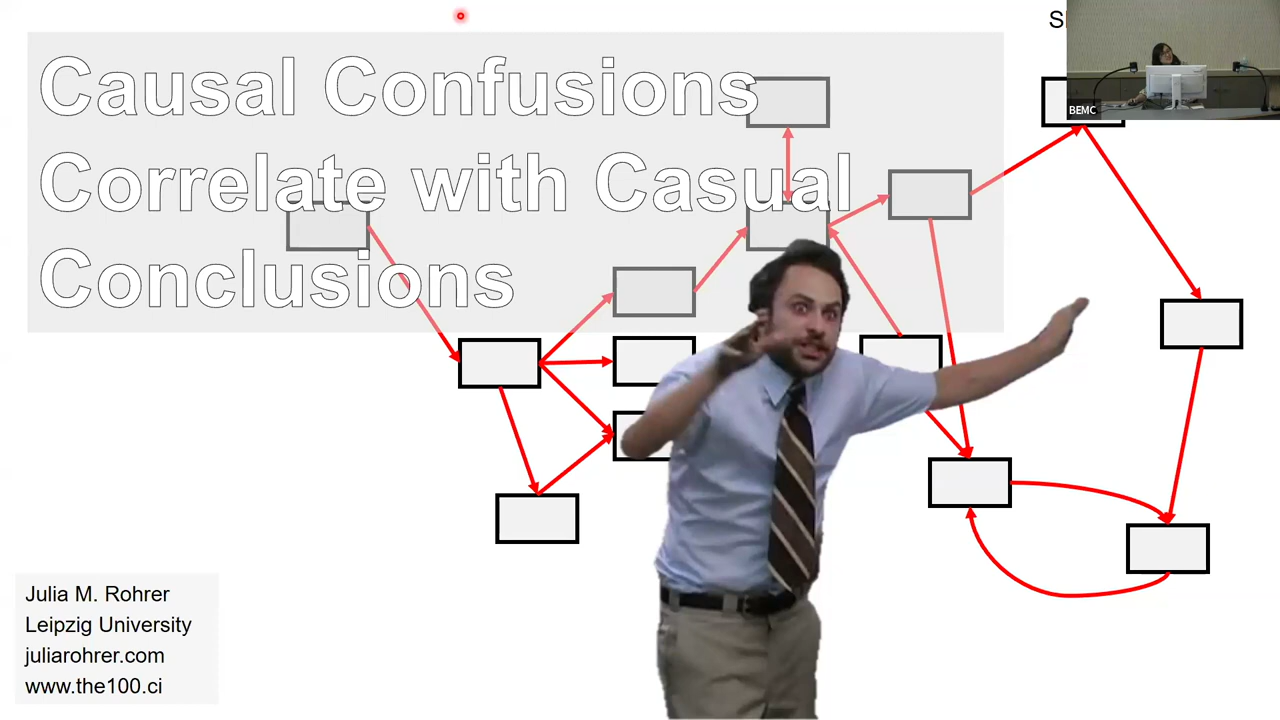 Causal Confusions
Correlate with Casual
Conclusions
BEMC
Julia M. Rohrer
Leipzig University
juliarohrer.com
www.the100.ci